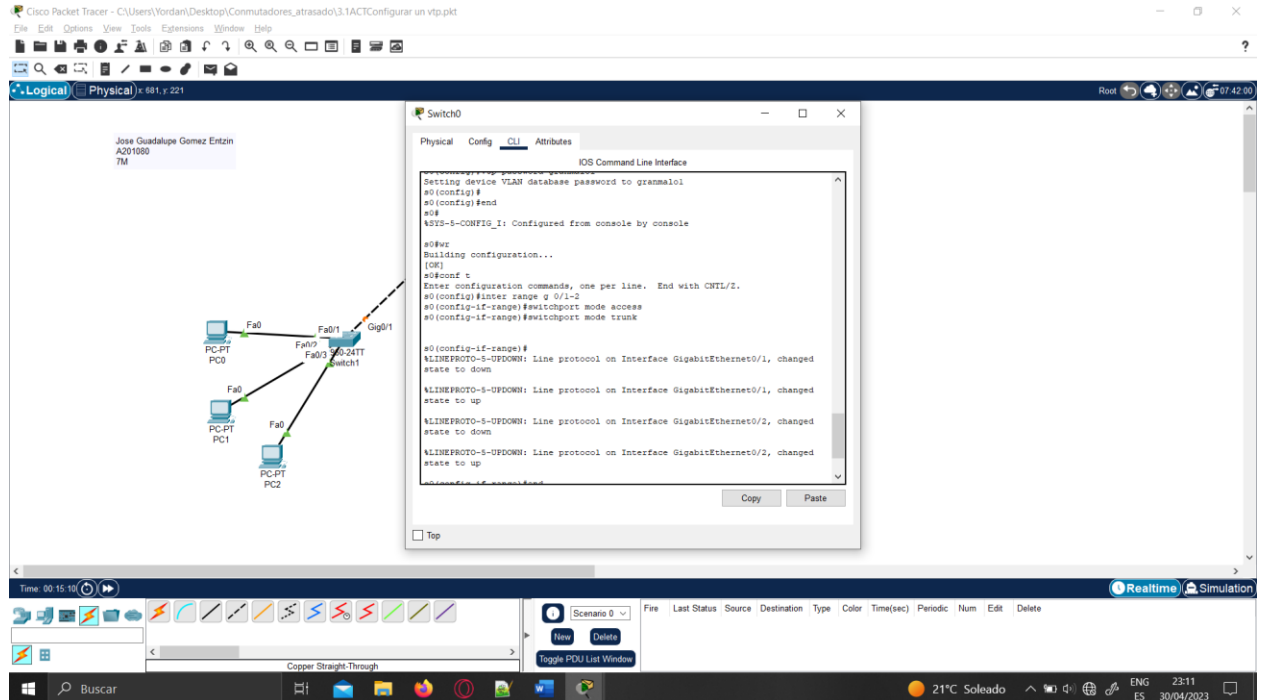 Cisco Packet Tracer - C:\Users\Yordan\Desktop\Conmutadores_atrasado\3.1ACTConfigurar un vtp.pkt
File Edit Options View Tools Extensions Window Help
?
Logical Physical x: 681, y: 221
Root 07:42:00
Jose Guadalupe Gomez Entzin
A201080
7M
Switch0
Physical Config CLI Attributes
IOS Command Line Interface
Setting device VLAN database password to granmalo1
s0(config)#
s0(config)#end
s0#
%SYS-5-CONFIG_I: Configured from console by console
s0#wr
Building configuration...
[OK]
s0#conf t
Enter configuration commands, one per line. End with CNTL/Z.
s0(config)#inter range g 0/1-2
s0(config-if-range)#switchport mode access
s0(config-if-range)#switchport mode trunk
s0(config-if-range)#
%LINEPROTO-5-UPDOWN: Line protocol on Interface GigabitEthernet0/1, changed
state to down
%LINEPROTO-5-UPDOWN: Line protocol on Interface GigabitEthernet0/1, changed
state to up
%LINEPROTO-5-UPDOWN: Line protocol on Interface GigabitEthernet0/2, changed
state to down
%LINEPROTO-5-UPDOWN: Line protocol on Interface GigabitEthernet0/2, changed
state to up
Copy Paste
Top
Fa0
Fa0/1
Gig0/1
Fa0/2
Fa0/3
PC-PT
PC0
Switch1
Fa0
PC-PT
PC1
Fa0
PC-PT
PC2
Time: 00:15:10
Realtime Simulation
Scenario 0
New Delete
Toggle PDU List Window
Fire Last Status Source Destination Type Color Time(sec) Periodic Num Edit Delete
Copper Straight-Through
Buscar
21°C Soleado
ENG
ES
23:11
30/04/2023